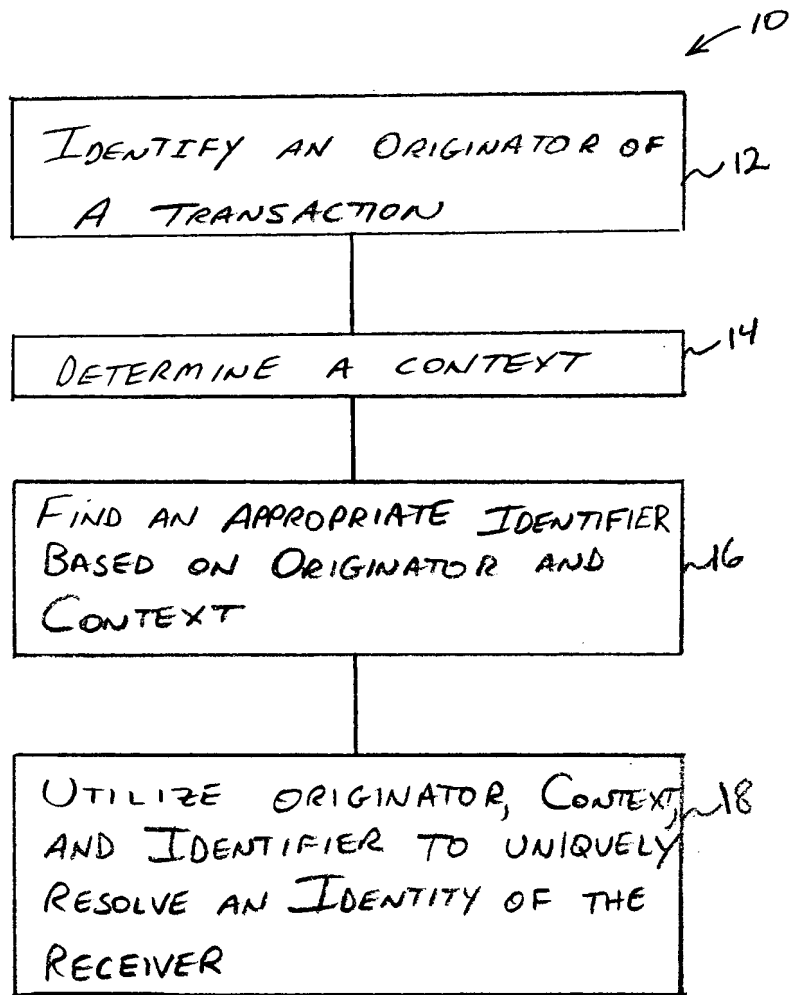 10
IDENTIFY AN ORIGINATOR OF
A TRANSACTION
12
DETERMINE A CONTEXT
14
FIND AN APPROPRIATE IDENTIFIER
BASED ON ORIGINATOR AND
CONTEXT
16
UTILIZE ORIGINATOR, CONTEXT,
AND IDENTIFIER TO UNIQUELY
RESOLVE AN IDENTITY OF THE
RECEIVER
18